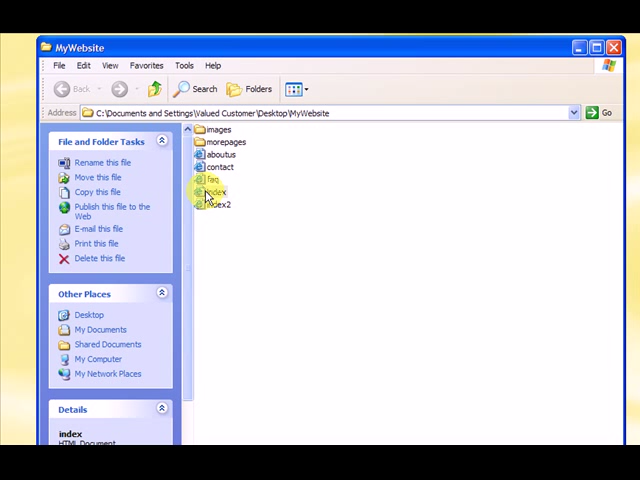 MyWebsite
File Edit View Favorites Tools Help
Back Search Folders
Address C:\Documents and Settings\Valued Customer\Desktop\MyWebsite Go
File and Folder Tasks
Rename this file
Move this file
Copy this file
Publish this file to the
Web
E-mail this file
Print this file
Delete this file
Other Places
Desktop
My Documents
Shared Documents
My Computer
My Network Places
Details
index
HTML Document
images
morepages
aboutus
contact
faq
index
index2